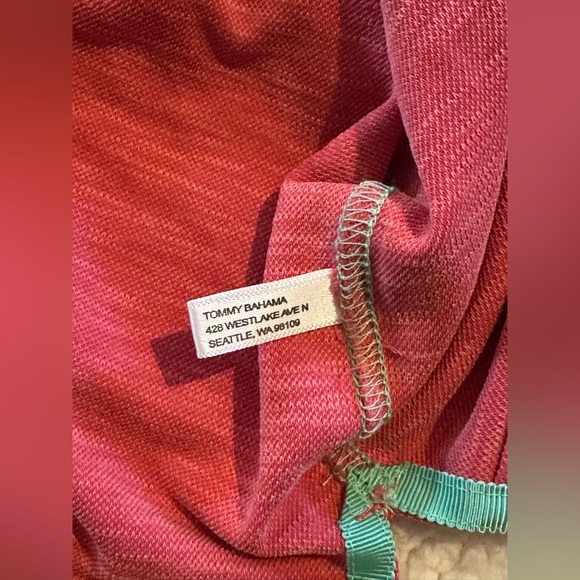 TOMMY BAHAMA
428 WESTLAKE AVE N
SEATTLE, WA 98109